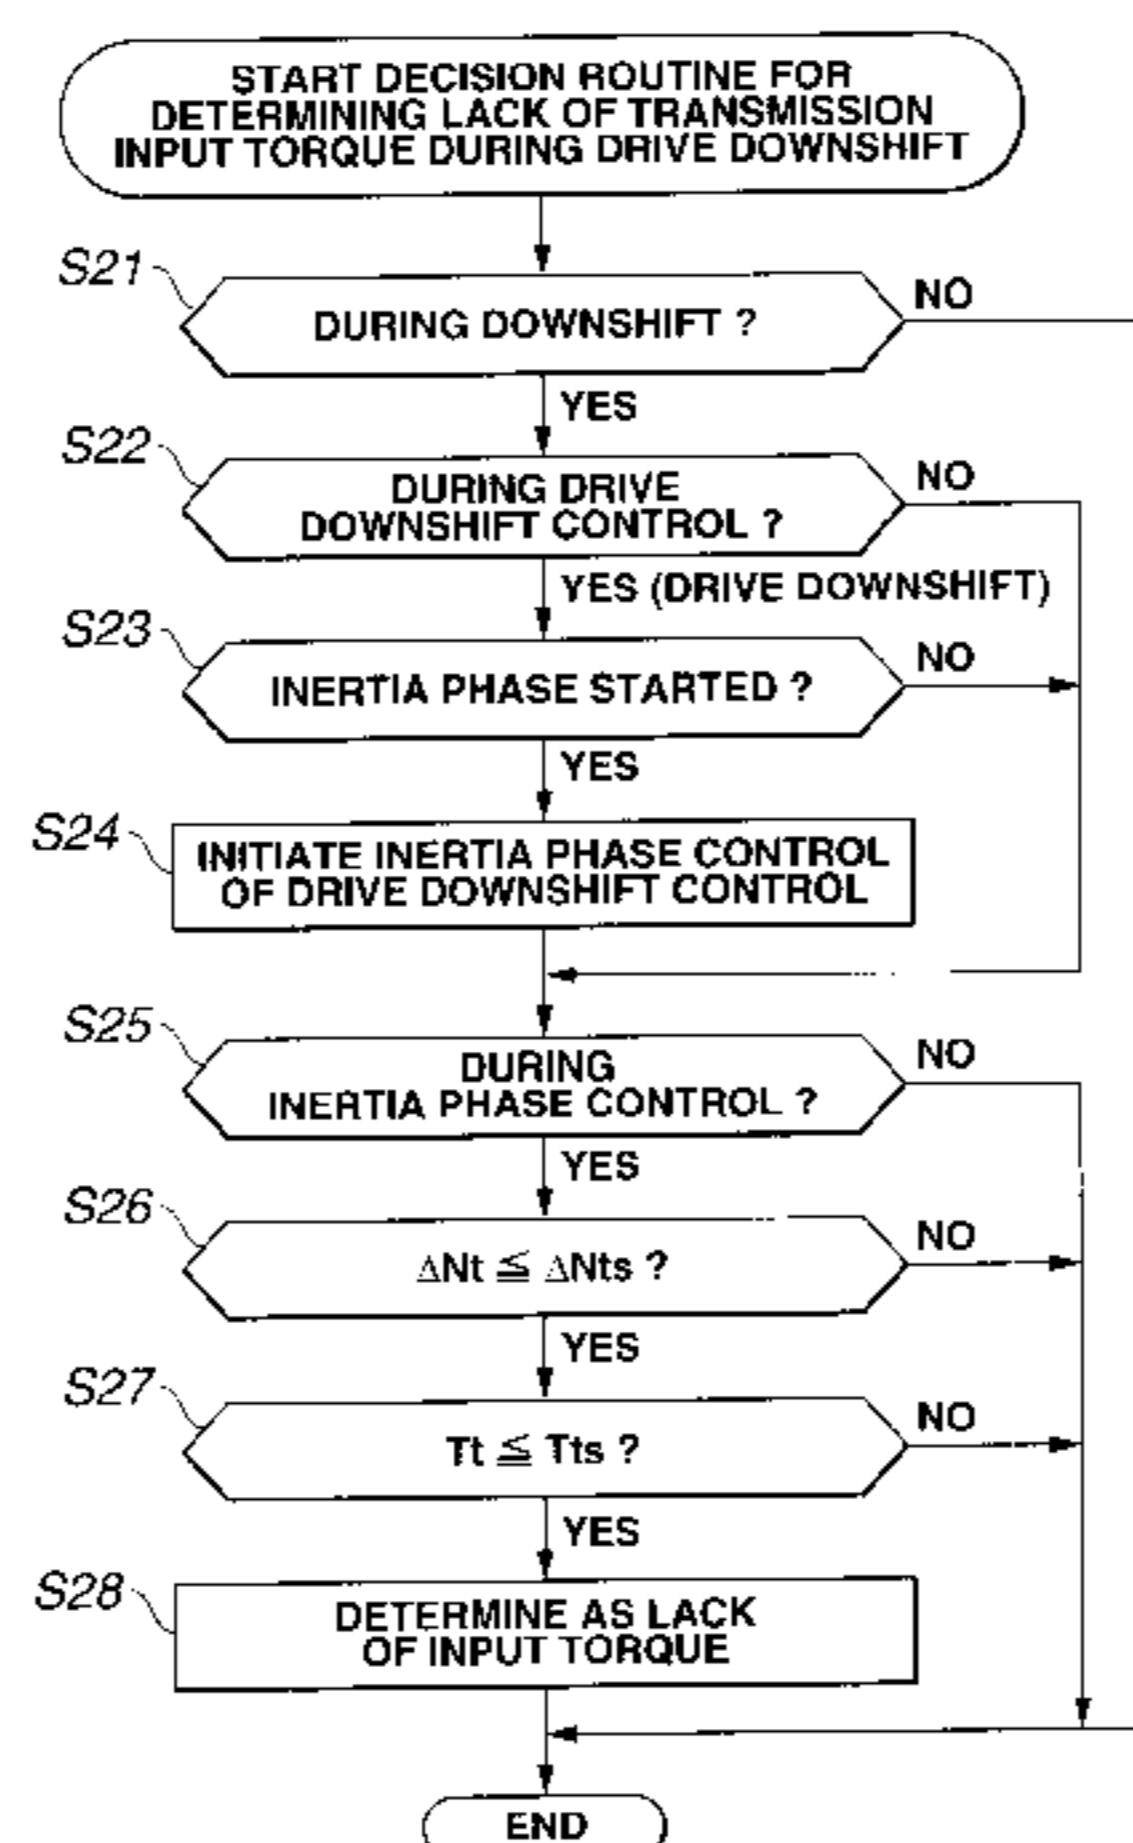 START DECISION ROUTINE FOR
DETERMINING LACK OF TRANSMISSION
INPUT TORQUE DURING DRIVE DOWNSHIFT
S21
DURING DOWNSHIFT ?
NO
YES
S22
DURING DRIVE
DOWNSHIFT CONTROL ?
NO
YES (DRIVE DOWNSHIFT)
S23
INERTIA PHASE STARTED ?
NO
YES
S24
INITIATE INERTIA PHASE CONTROL
OF DRIVE DOWNSHIFT CONTROL
S25
DURING
INERTIA PHASE CONTROL ?
NO
YES
S26
ΔNt ≦ ΔNts ?
NO
YES
S27
Tt ≦ Tts ?
NO
YES
S28
DETERMINE AS LACK
OF INPUT TORQUE
END